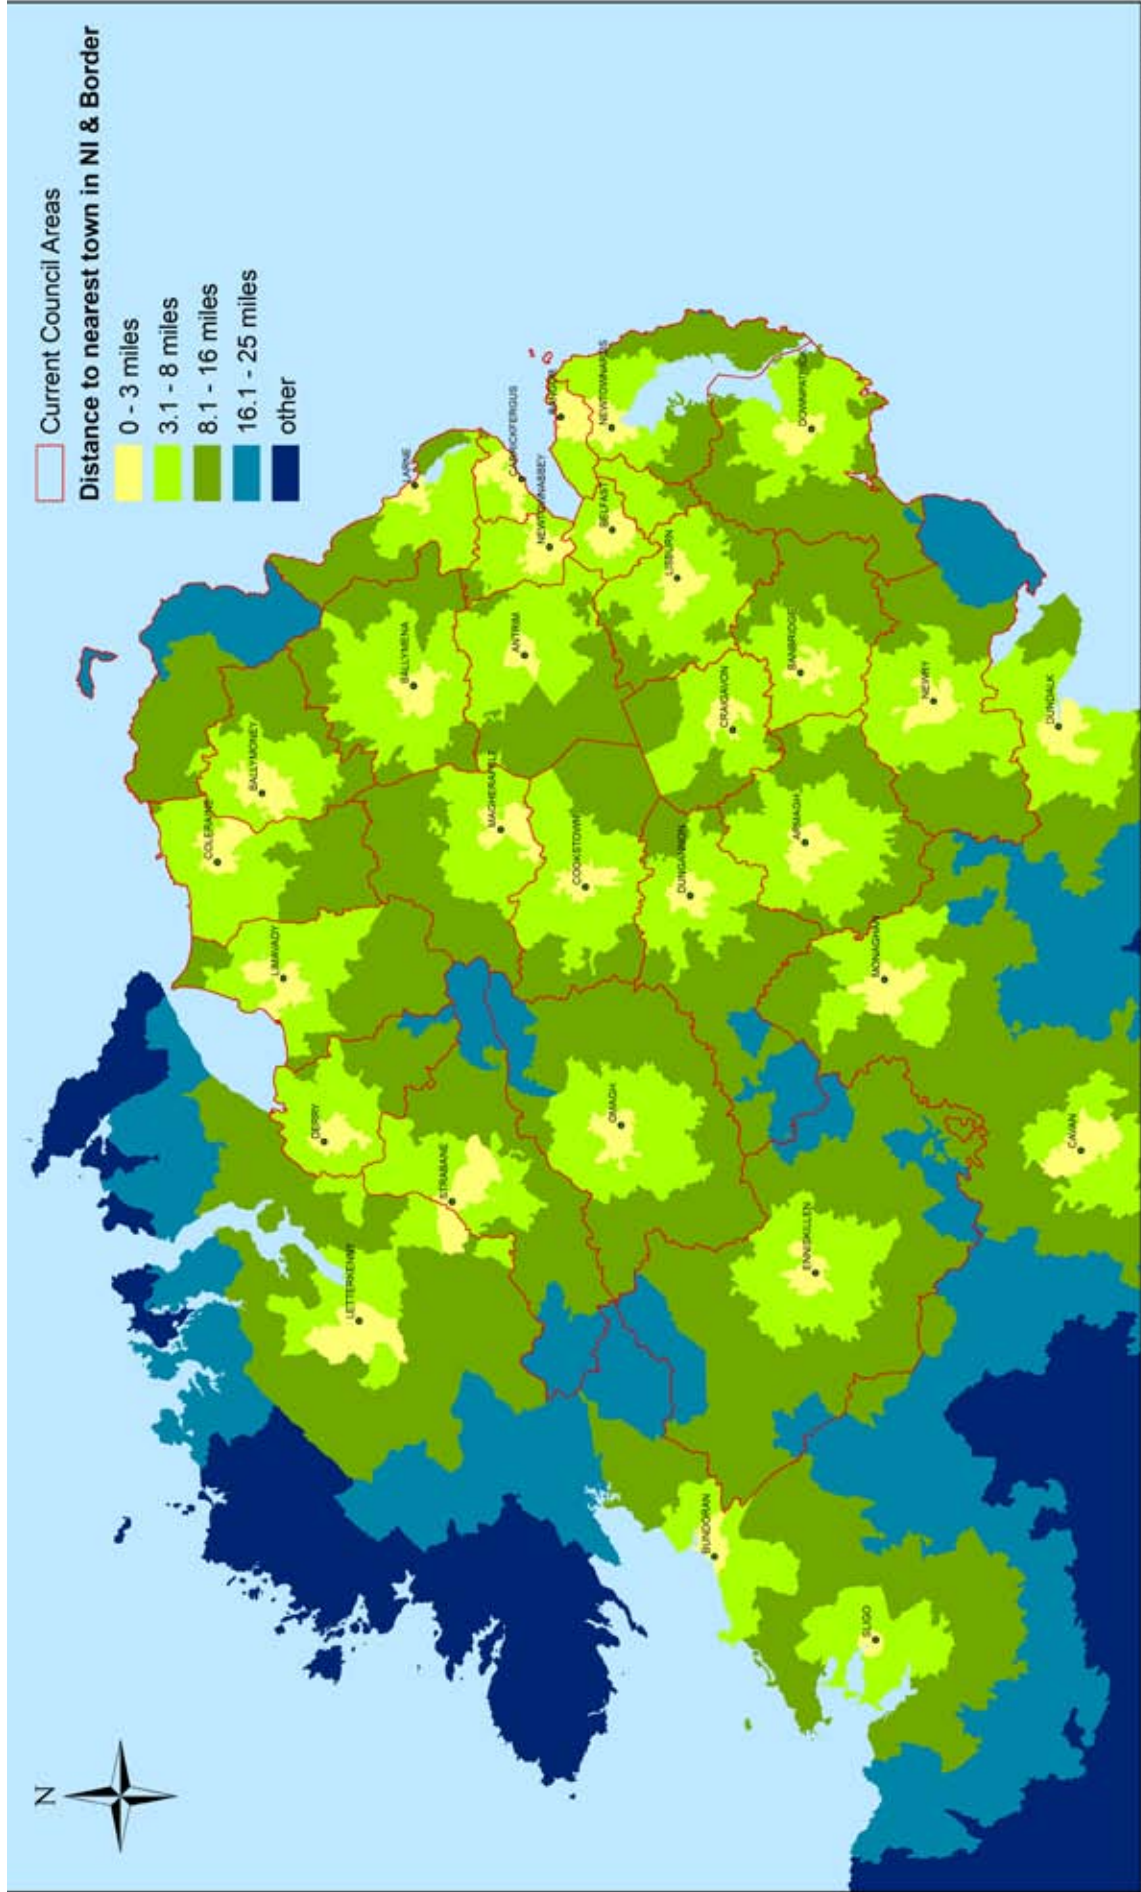 N
Current Council Areas
Distance to nearest town in NI & Border
0 - 3 miles
3.1 - 8 miles
8.1 - 16 miles
16.1 - 25 miles
other
COLERAINE
BALLYMONEY
LIMAVADY
DERRY
LETTERKENNY
STRABANE
BALLYMENA
LARNE
MAGHERAFELT
ANTRIM
CARRICKFERGUS
NEWTOWNABBEY
BANGOR
NEWTOWNARDS
BELFAST
COOKSTOWN
OMAGH
LISBURN
DUNGANNON
CRAIGAVON
BUNDORAN
ENNISKILLEN
ARMAGH
BANBRIDGE
DOWNPATRICK
SLIGO
MONAGHAN
NEWRY
DUNDALK
CAVAN